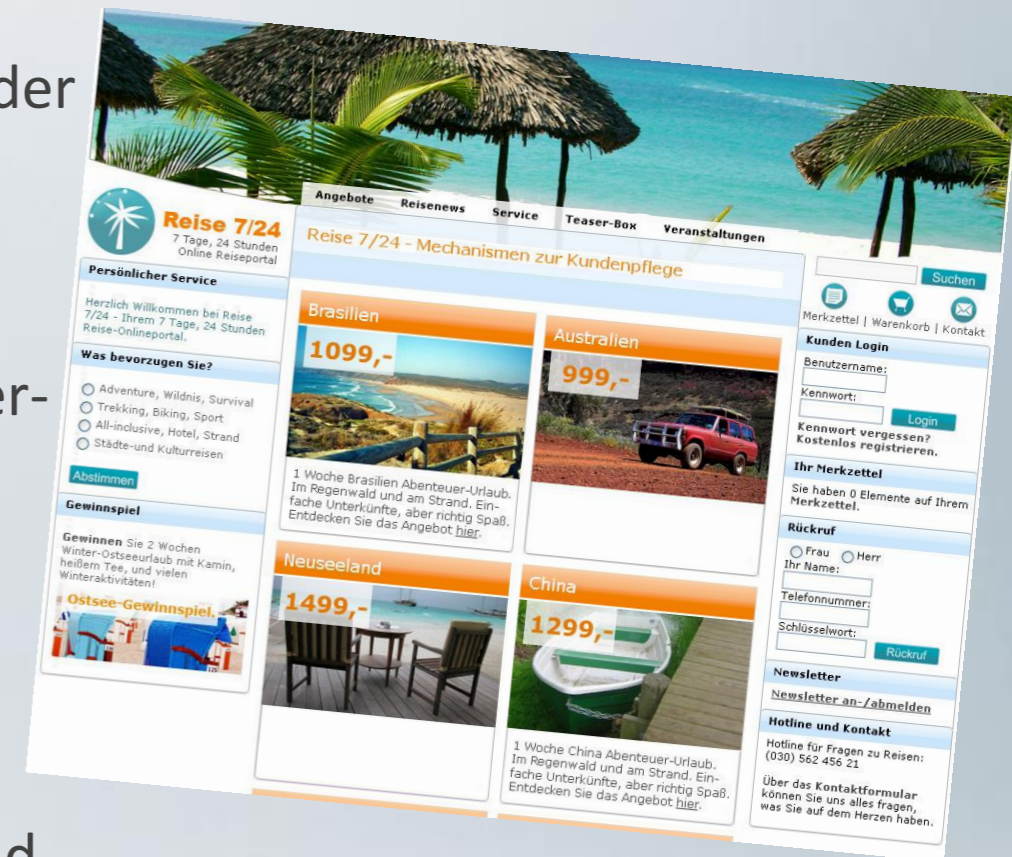 der
er-
d
Angebote Reisenews Service Teaser-Box Veranstaltungen
Reise 7/24
7 Tage, 24 Stunden
Online Reiseportal
Persönlicher Service
Herzlich Willkommen bei Reise
7/24 - Ihrem 7 Tage, 24 Stunden
Reise-Onlineportal.
Was bevorzugen Sie?
Adventure, Wildnis, Survival
Trekking, Biking, Sport
All-inclusive, Hotel, Strand
Städte-und Kulturreisen
Abstimmen
Gewinnspiel
Gewinnen Sie 2 Wochen
Winter-Ostseeurlaub mit Kamin,
heißem Tee, und vielen
Winteraktivitäten!
Ostsee-Gewinnspiel.
Reise 7/24 - Mechanismen zur Kundenpflege
Brasilien
1099,-
1 Woche Brasilien Abenteuer-Urlaub.
Im Regenwald und am Strand. Ein-
fache Unterkünfte, aber richtig Spaß.
Entdecken Sie das Angebot hier.
Australien
999,-
Neuseeland
1499,-
China
1299,-
1 Woche China Abenteuer-Urlaub.
Im Regenwald und am Strand. Ein-
fache Unterkünfte, aber richtig Spaß.
Entdecken Sie das Angebot hier.
Suchen
Merkzettel | Warenkorb | Kontakt
Kunden Login
Benutzername:
Kennwort:
Login
Kennwort vergessen?
Kostenlos registrieren.
Ihr Merkzettel
Sie haben 0 Elemente auf Ihrem
Merkzettel.
Rückruf
Frau Herr
Ihr Name:
Telefonnummer:
Schlüsselwort:
Rückruf
Newsletter
Newsletter an-/abmelden
Hotline und Kontakt
Hotline für Fragen zu Reisen:
(030) 562 456 21
Über das Kontaktformular
können Sie uns alles fragen,
was Sie auf dem Herzen haben.